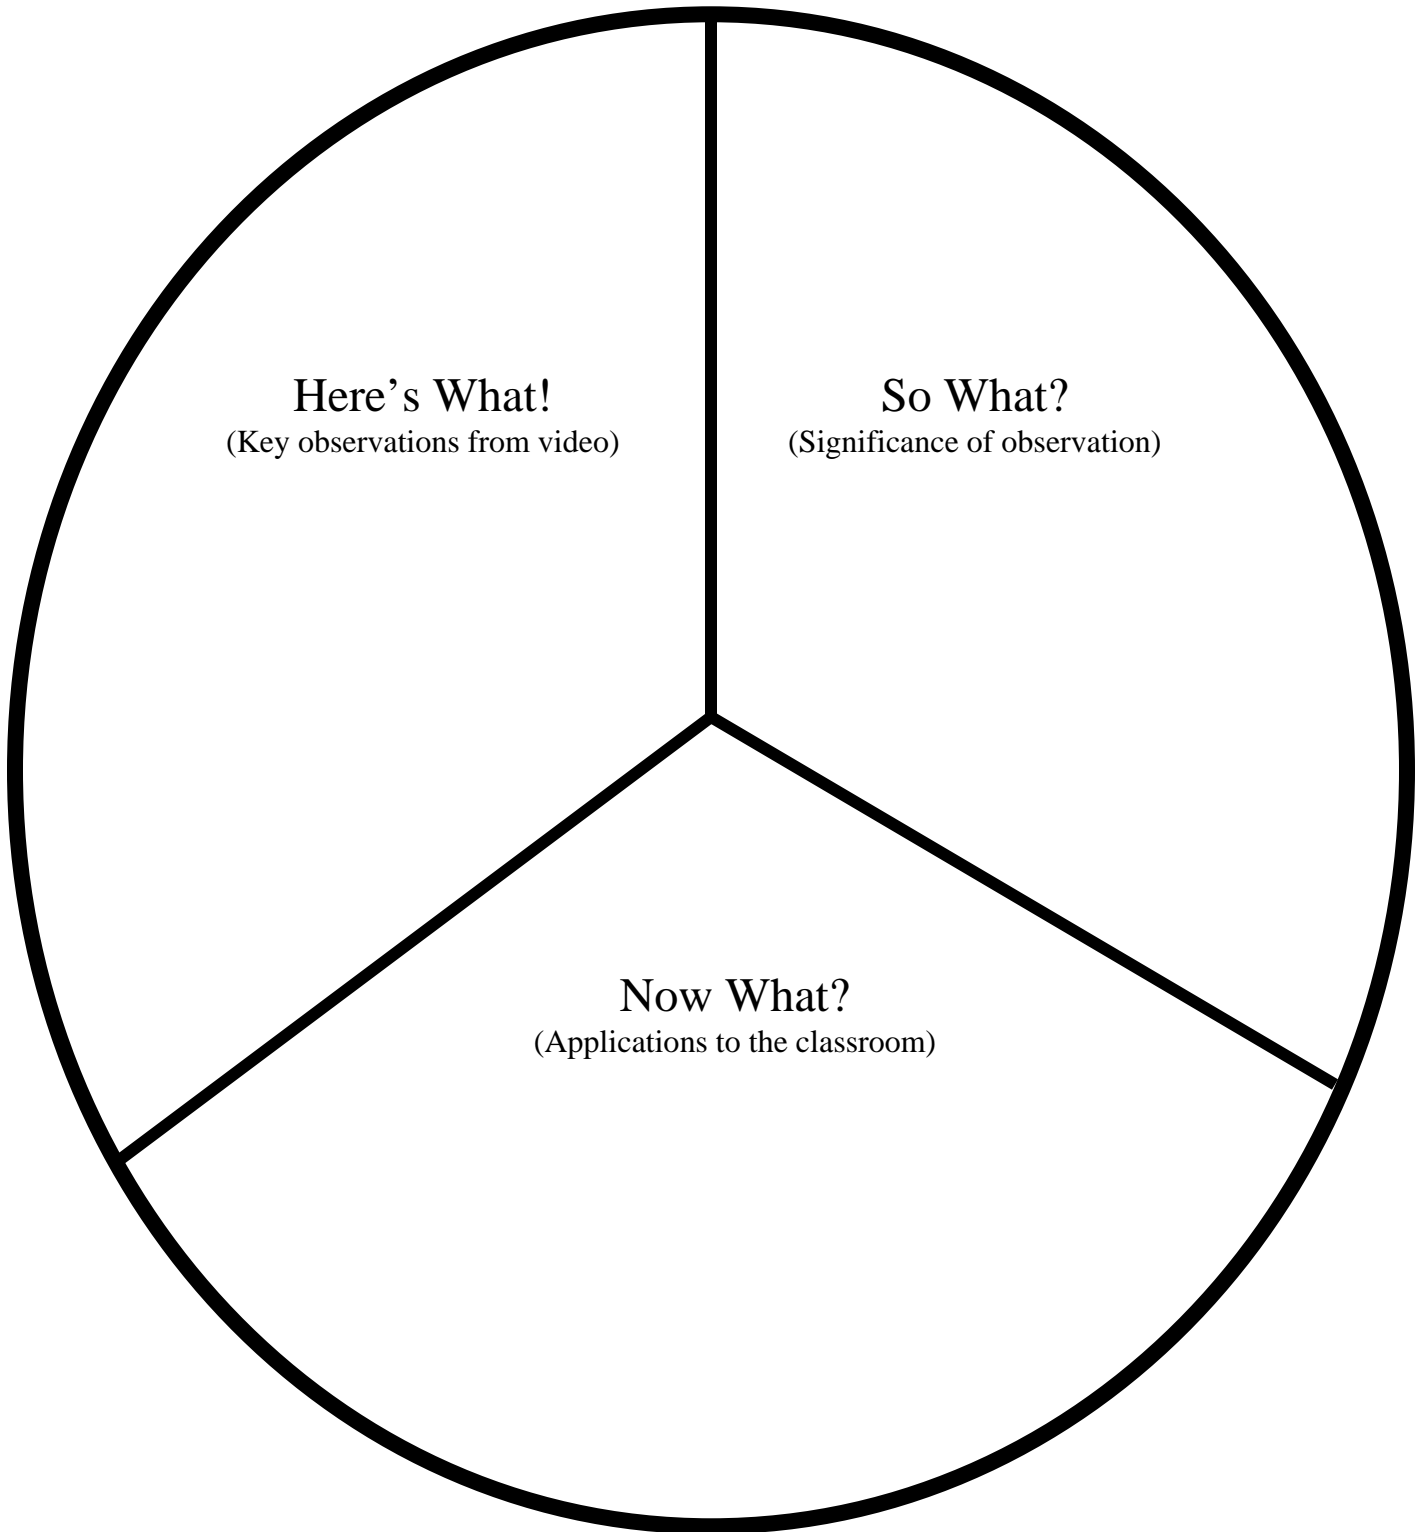 Here’s What!
(Key observations from video)
So What?
(Significance of observation)
Now What?
(Applications to the classroom)